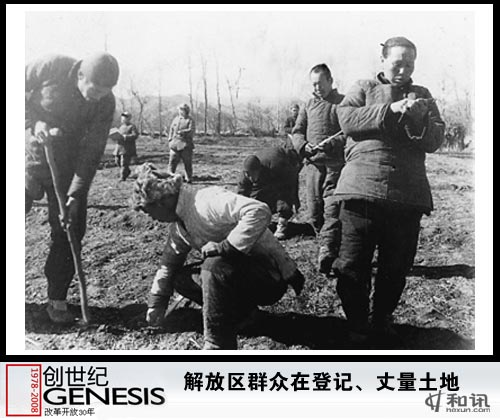 1978-2008
创世纪
GENESIS
改革开放30年
解放区群众在登记、丈量土地
和讯
hexun.com